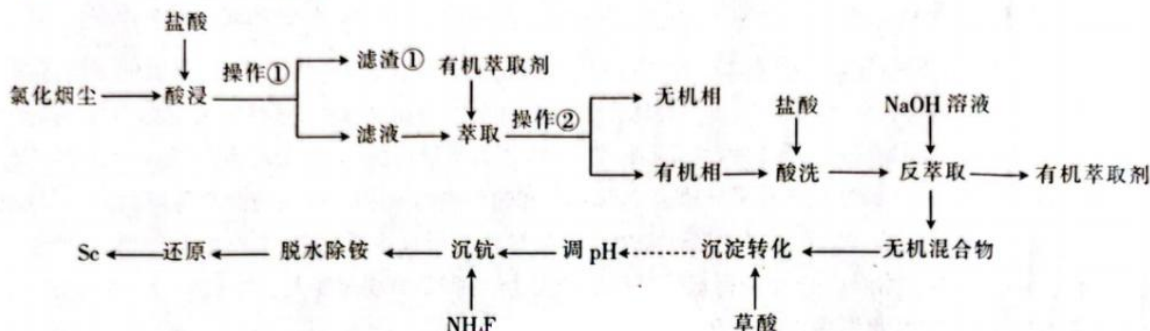 盐酸
操作① 滤渣① 有机萃取剂
氯化烟尘 酸浸 无机相 盐酸 NaOH 溶液
滤液 萃取 操作②
有机相 酸洗 反萃取 有机萃取剂
Sc 还原 脱水除铵 沉钪 调 pH 沉淀转化 无机混合物
NH₄F 草酸